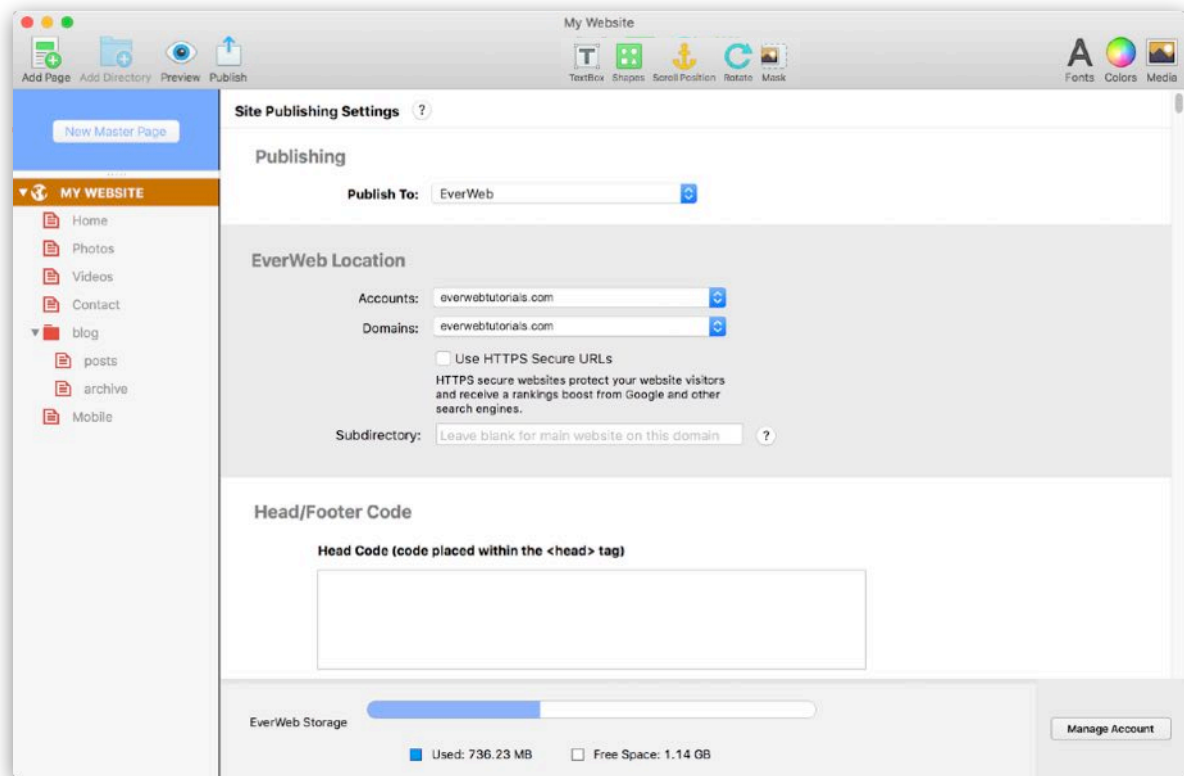 My Website
Add Page
Add Directory
Preview
Publish
TextBox
Shapes
Scroll Position
Rotate
Mask
Fonts
Colors
Media
New Master Page
MY WEBSITE
Home
Photos
Videos
Contact
blog
posts
archive
Mobile
Site Publishing Settings ?
Publishing
Publish To: EverWeb
EverWeb Location
Accounts: everwebtutorials.com
Domains: everwebtutorials.com
Use HTTPS Secure URLs
HTTPS secure websites protect your website visitors
and receive a rankings boost from Google and other
search engines.
Subdirectory: Leave blank for main website on this domain ?
Head/Footer Code
Head Code (code placed within the <head> tag)
EverWeb Storage
Used: 736.23 MB
Free Space: 1.14 GB
Manage Account